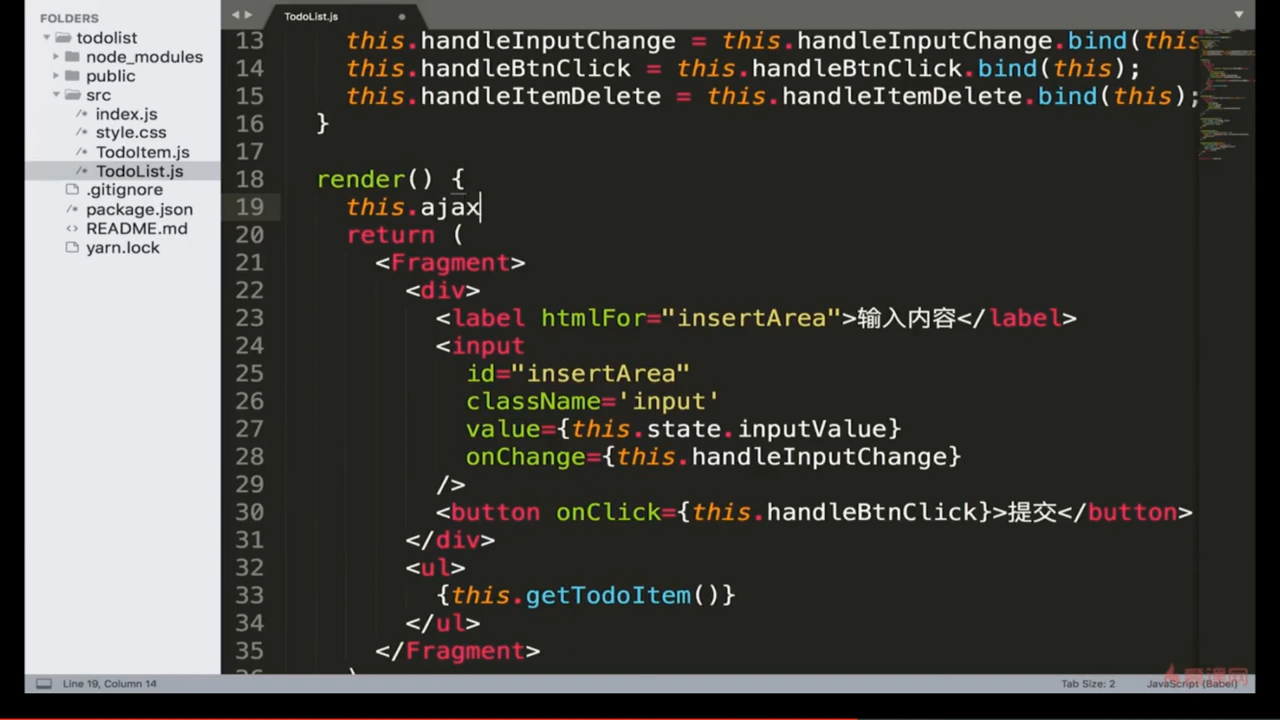 FOLDERS
todolist
node_modules
public
src
index.js
style.css
TodoItem.js
TodoList.js
.gitignore
package.json
README.md
yarn.lock
TodoList.js
13 this.handleInputChange = this.handleInputChange.bind(this
14 this.handleBtnClick = this.handleBtnClick.bind(this);
15 this.handleItemDelete = this.handleItemDelete.bind(this);
16 }
17
18 render() {
19 this.ajax
20 return (
21 <Fragment>
22 <div>
23 <label htmlFor="insertArea">输入内容</label>
24 <input
25 id="insertArea"
26 className='input'
27 value={this.state.inputValue}
28 onChange={this.handleInputChange}
29 />
30 <button onClick={this.handleBtnClick}>提交</button>
31 </div>
32 <ul>
33 {this.getTodoItem()}
34 </ul>
35 </Fragment>
Line 19, Column 14
Tab Size: 2
JavaScript (Babel)